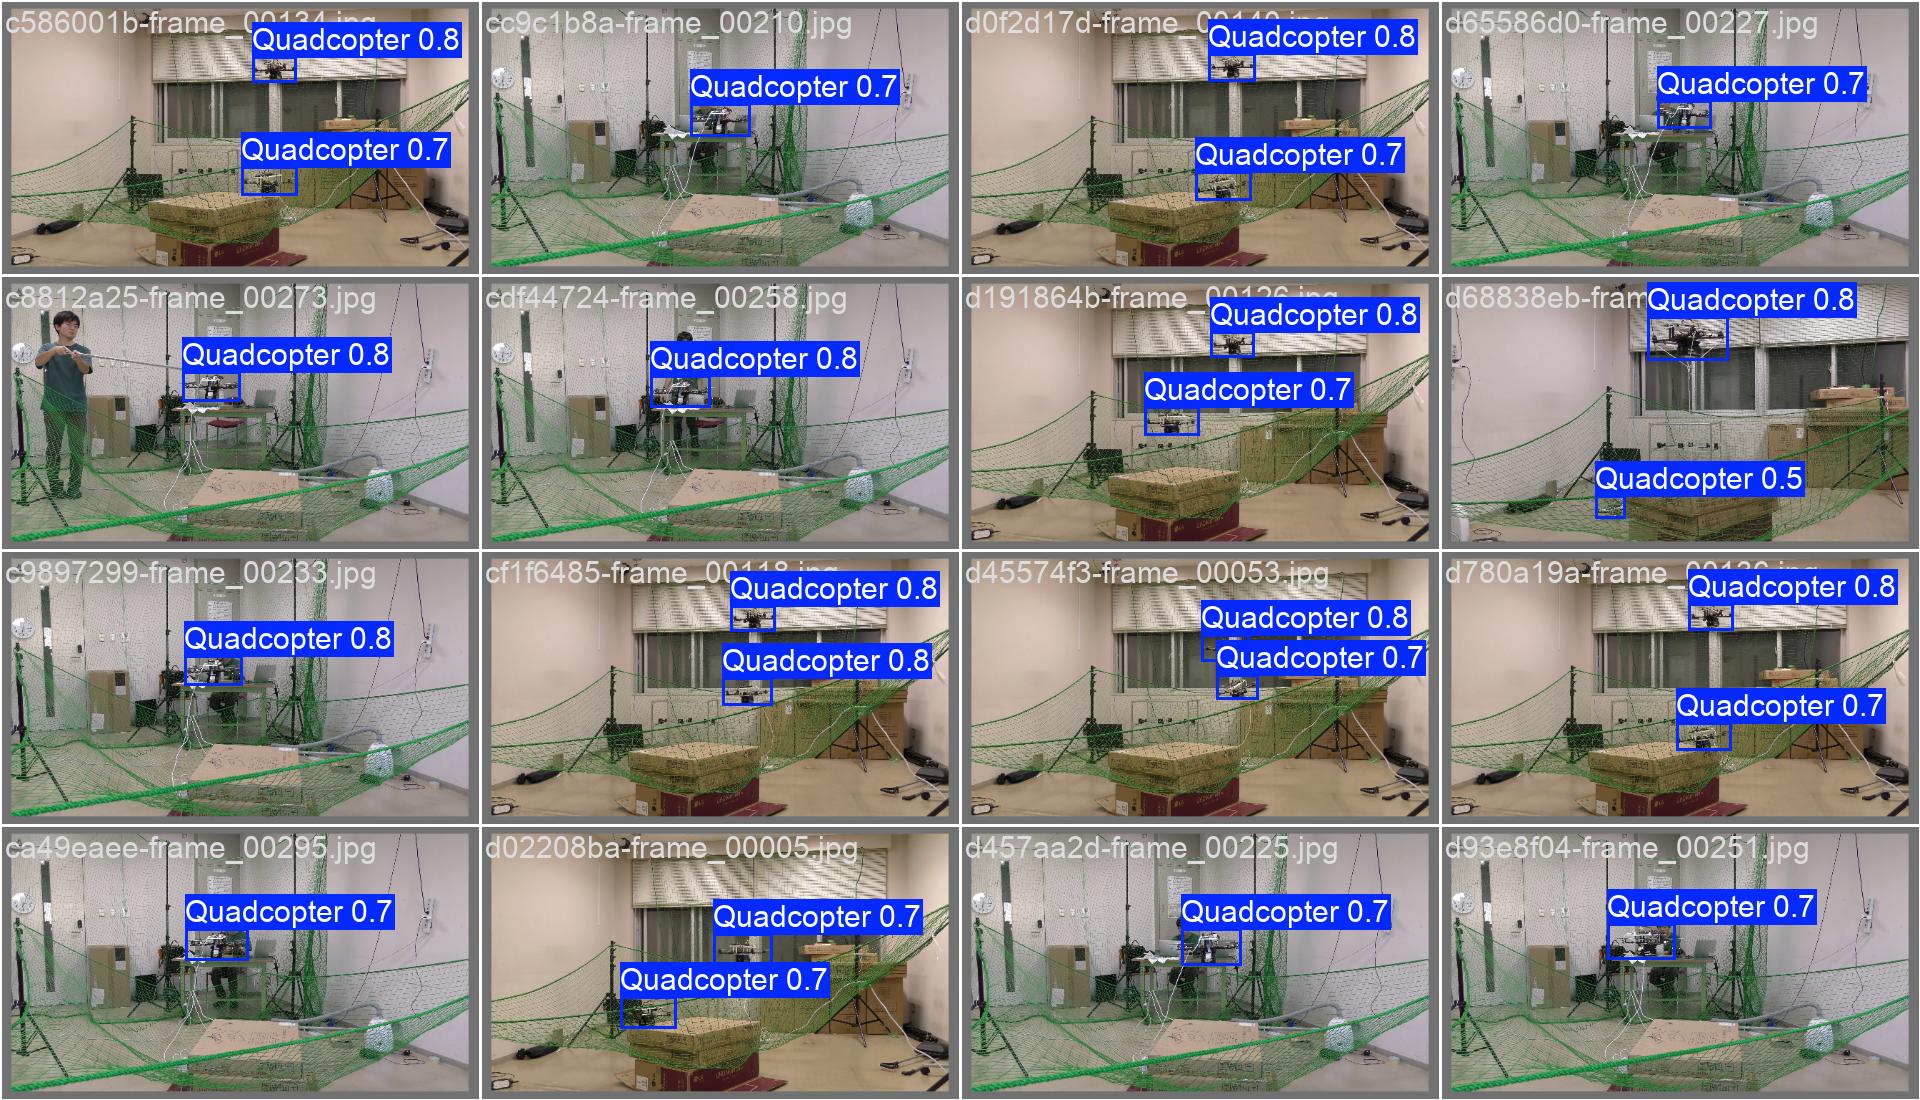 c586001b-frame_00134.jpg
Quadcopter 0.8
Quadcopter 0.7
cc9c1b8a-frame_00210.jpg
Quadcopter 0.7
d0f2d17d-frame_00140.jpg
Quadcopter 0.8
Quadcopter 0.7
d65586d0-frame_00227.jpg
Quadcopter 0.7
c8812a25-frame_00273.jpg
Quadcopter 0.8
cdf44724-frame_00258.jpg
Quadcopter 0.8
d191864b-frame_00126.jpg
Quadcopter 0.8
Quadcopter 0.7
d68838eb-fram
Quadcopter 0.8
Quadcopter 0.5
c9897299-frame_00233.jpg
Quadcopter 0.8
cf1f6485-frame_00118.jpg
Quadcopter 0.8
Quadcopter 0.8
d45574f3-frame_00053.jpg
Quadcopter 0.8
Quadcopter 0.7
d780a19a-frame_00136.jpg
Quadcopter 0.8
Quadcopter 0.7
ca49eaee-frame_00295.jpg
Quadcopter 0.7
d02208ba-frame_00005.jpg
Quadcopter 0.7
Quadcopter 0.7
d457aa2d-frame_00225.jpg
Quadcopter 0.7
d93e8f04-frame_00251.jpg
Quadcopter 0.7